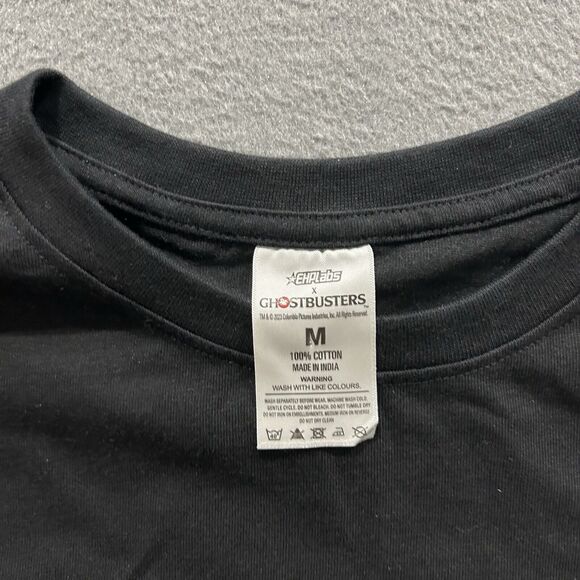 EHPlabs
X
GHOSTBUSTERS™
TM & © 2023 Columbia Pictures Industries, Inc. All Rights Reserved.
M
100% COTTON
MADE IN INDIA
WARNING
WASH WITH LIKE COLOURS.
WASH SEPARATELY BEFORE WEAR. MACHINE WASH COLD.
GENTLE CYCLE. DO NOT BLEACH. DO NOT TUMBLE DRY
DO NOT IRON ON EMBELLISHMENTS. MEDIUM IRON ON REVERSE
DO NOT DRY CLEAN